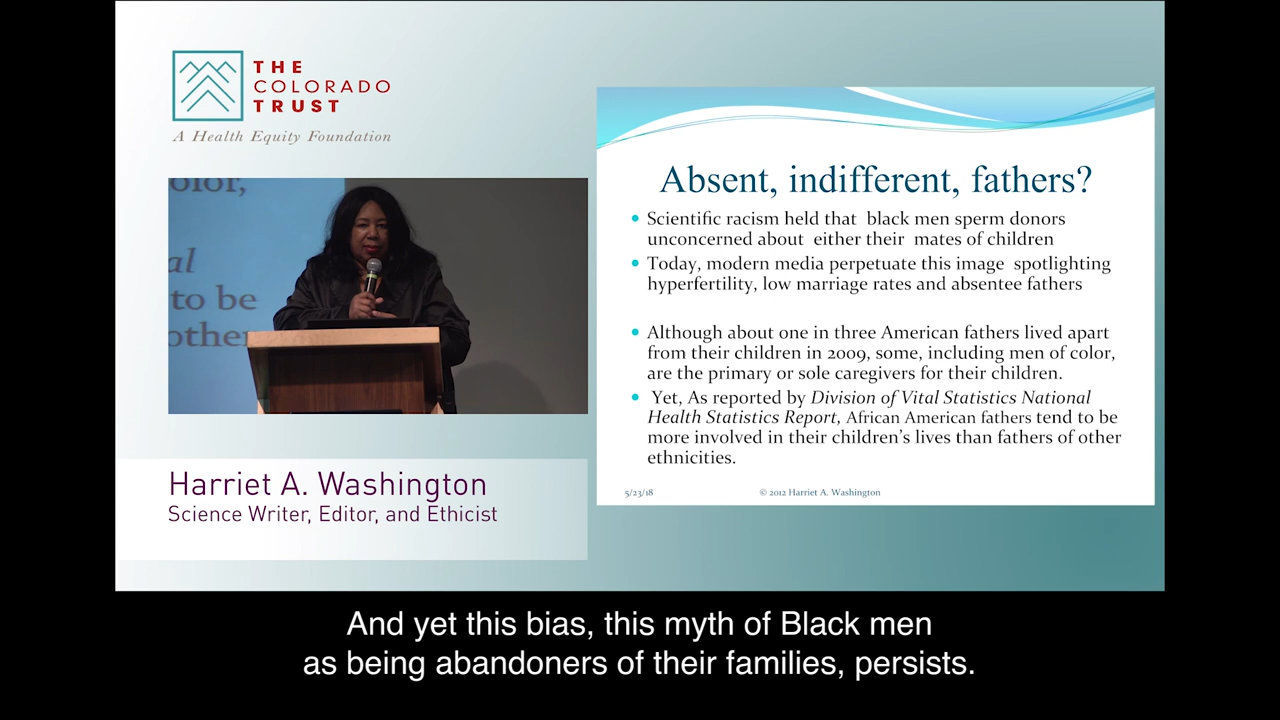 THE
COLORADO
TRUST
A Health Equity Foundation
olor,
al
to be
other
Harriet A. Washington
Science Writer, Editor, and Ethicist
Absent, indifferent, fathers?
• Scientific racism held that black men sperm donors
unconcerned about either their mates of children
• Today, modern media perpetuate this image spotlighting
hyperfertility, low marriage rates and absentee fathers
• Although about one in three American fathers lived apart
from their children in 2009, some, including men of color,
are the primary or sole caregivers for their children.
• Yet, As reported by Division of Vital Statistics National
Health Statistics Report, African American fathers tend to be
more involved in their children's lives than fathers of other
ethnicities.
5/23/18
© 2012 Harriet A. Washington
And yet this bias, this myth of Black men
as being abandoners of their families, persists.